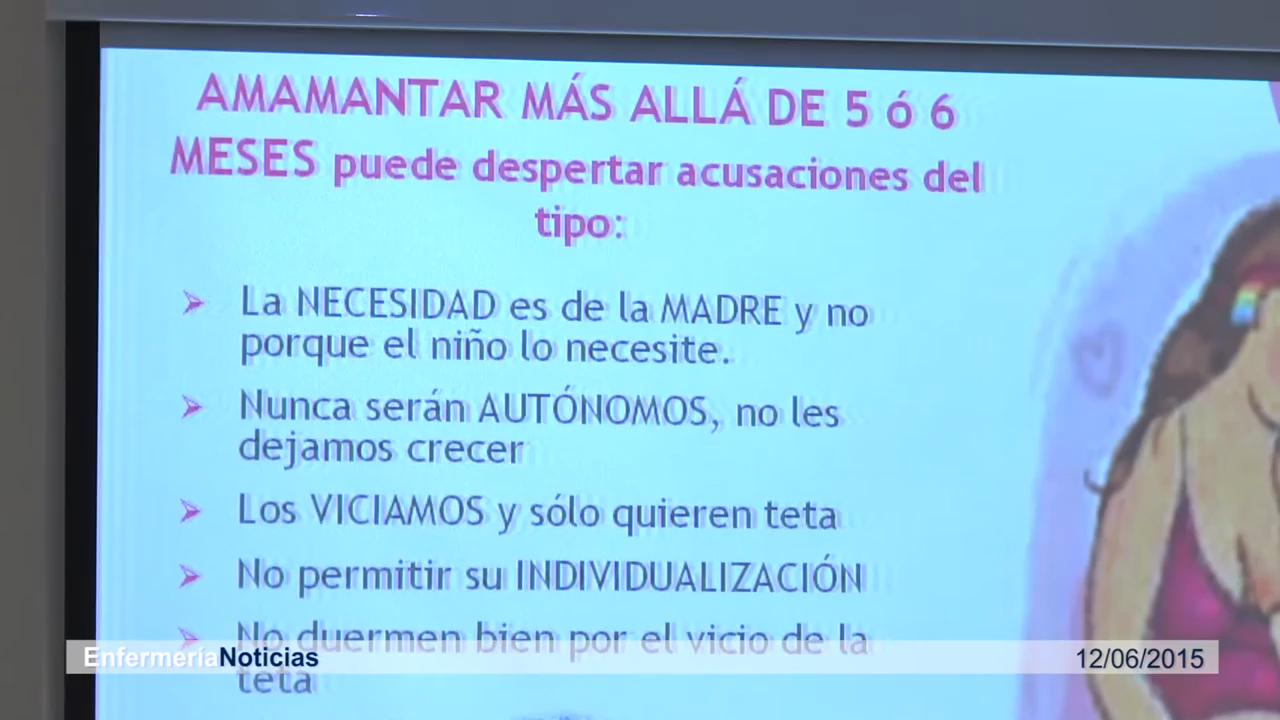 AMAMANTAR MÁS ALLÁ DE 5 ó 6
MESES puede despertar acusaciones del
tipo:
La NECESIDAD es de la MADRE y no
porque el niño lo necesite.
Nunca serán AUTÓNOMOS, no les
dejamos crecer
Los VICIAMOS y sólo quieren teta
No permitir su INDIVIDUALIZACIÓN
No duermen bien por el vicio de la
teta
EnfermeríaNoticias
12/06/2015